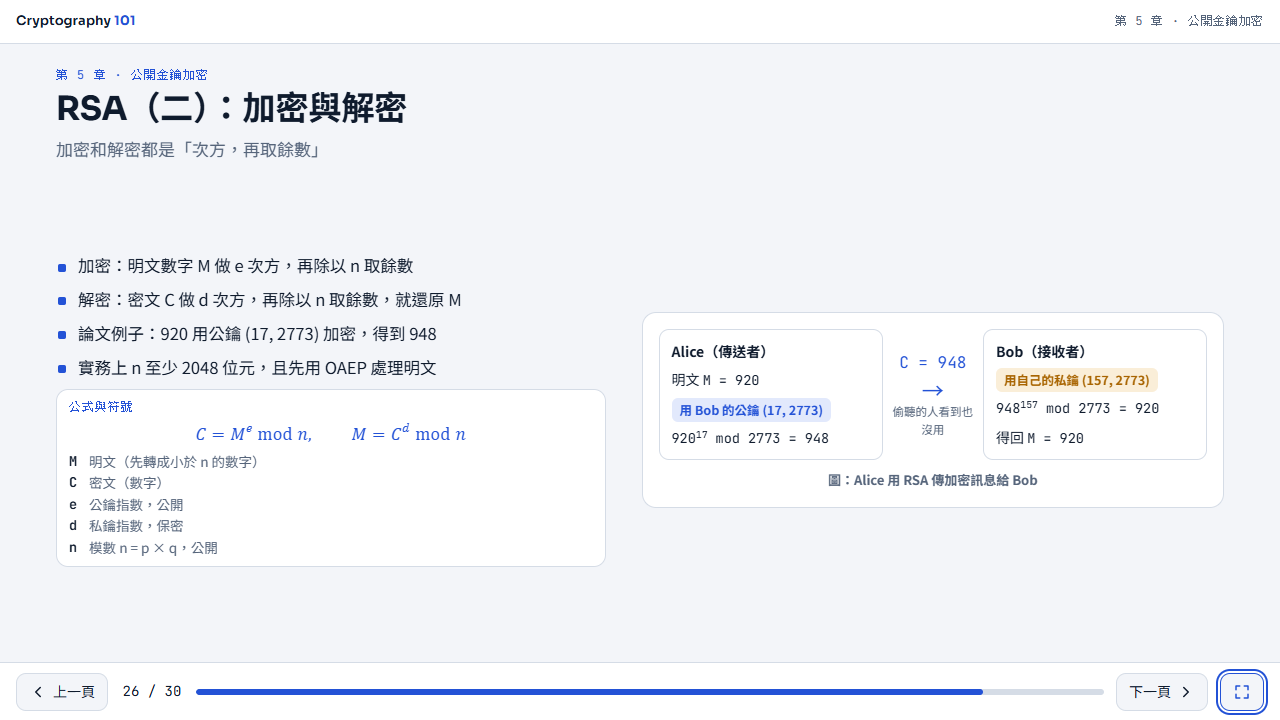 Cryptography 101
第 5 章 · 公開金鑰加密
第 5 章 · 公開金鑰加密
RSA（二）：加密與解密
加密和解密都是「次方，再取餘數」
加密：明文數字 M 做 e 次方，再除以 n 取餘數
解密：密文 C 做 d 次方，再除以 n 取餘數，就還原 M
論文例子：920 用公鑰 (17, 2773) 加密，得到 948
實務上 n 至少 2048 位元，且先用 OAEP 處理明文
公式與符號
C = M^e mod n, M = C^d mod n
M 明文（先轉成小於 n 的數字）
C 密文（數字）
e 公鑰指數，公開
d 私鑰指數，保密
n 模數 n = p × q，公開
Alice（傳送者）
明文 M = 920
用 Bob 的公鑰 (17, 2773)
920^17 mod 2773 = 948
C = 948
→
偷聽的人看到也
沒用
Bob（接收者）
用自己的私鑰 (157, 2773)
948^157 mod 2773 = 920
得回 M = 920
圖：Alice 用 RSA 傳加密訊息給 Bob
上一頁
26 / 30
下一頁